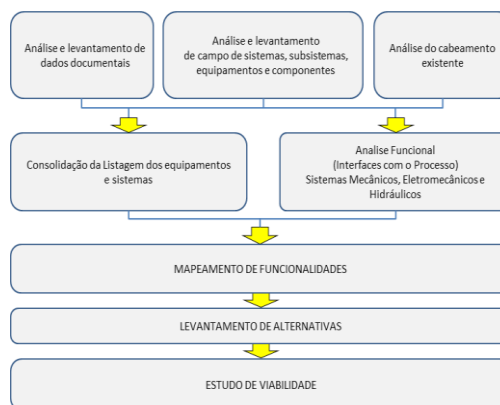 Análise e levantamento de
dados documentais
Análise e levantamento
de campo de sistemas, subsistemas,
equipamentos e componentes
Análise do cabeamento
existente
Consolidação da Listagem dos equipamentos
e sistemas
Analise Funcional
(Interfaces com o Processo)
Sistemas Mecânicos, Eletromecânicos e
Hidráulicos
MAPEAMENTO DE FUNCIONALIDADES
LEVANTAMENTO DE ALTERNATIVAS
ESTUDO DE VIABILIDADE